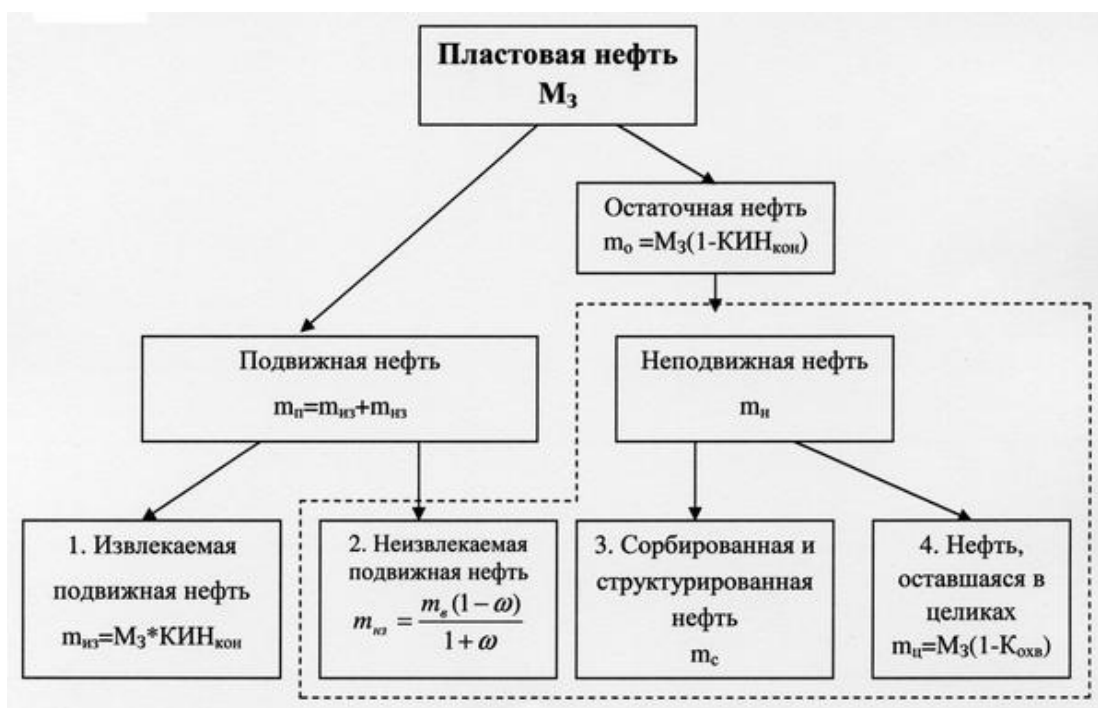 Пластовая нефть
М₃
Остаточная нефть
mₒ =М₃(1-КИНкон)
Подвижная нефть
mп=mиз+mнз
Неподвижная нефть
mн
1. Извлекаемая
подвижная нефть
mиз=М₃*КИНкон
2. Неизвлекаемая
подвижная нефть
mнз = mв (1 − ω) / 1 + ω
3. Сорбированная и
структурированная
нефть
mс
4. Нефть,
оставшаяся в
целиках
mц=М₃(1-Кохв)